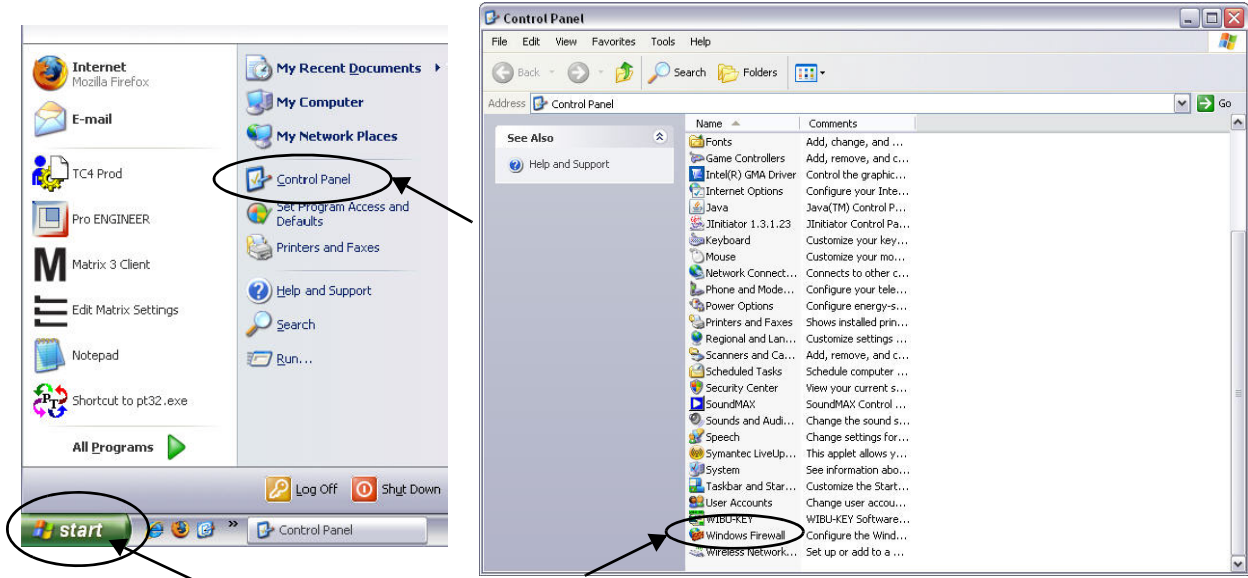 Internet
Mozilla Firefox
E-mail
TC4 Prod
Pro ENGINEER
Matrix 3 Client
Edit Matrix Settings
Notepad
Shortcut to pt32.exe
All Programs
My Recent Documents
My Computer
My Network Places
Control Panel
Set Program Access and
Defaults
Printers and Faxes
Help and Support
Search
Run...
Log Off Shut Down
start » Control Panel
Control Panel
File Edit View Favorites Tools Help
Back Search Folders
Address Control Panel Go
See Also
Help and Support
Name Comments
Fonts Add, change, and ...
Game Controllers Add, remove, and c...
Intel(R) GMA Driver Control the graphic...
Internet Options Configure your Inte...
Java Java(TM) Control P...
JInitiator 1.3.1.23 JInitiator Control Pa...
Keyboard Customize your key...
Mouse Customize your mo...
Network Connect... Connects to other c...
Phone and Mode... Configure your tele...
Power Options Configure energy-s...
Printers and Faxes Shows installed prin...
Regional and Lan... Customize settings ...
Scanners and Ca... Add, remove, and c...
Scheduled Tasks Schedule computer ...
Security Center View your current s...
SoundMAX SoundMAX Control ...
Sounds and Audi... Change the sound s...
Speech Change settings for...
Symantec LiveUp... This applet allows y...
System See information abo...
Taskbar and Star... Customize the Start...
User Accounts Change user accou...
WIBU-KEY WIBU-KEY Software...
Windows Firewall Configure the Wind...
Wireless Network... Set up or add to a ...